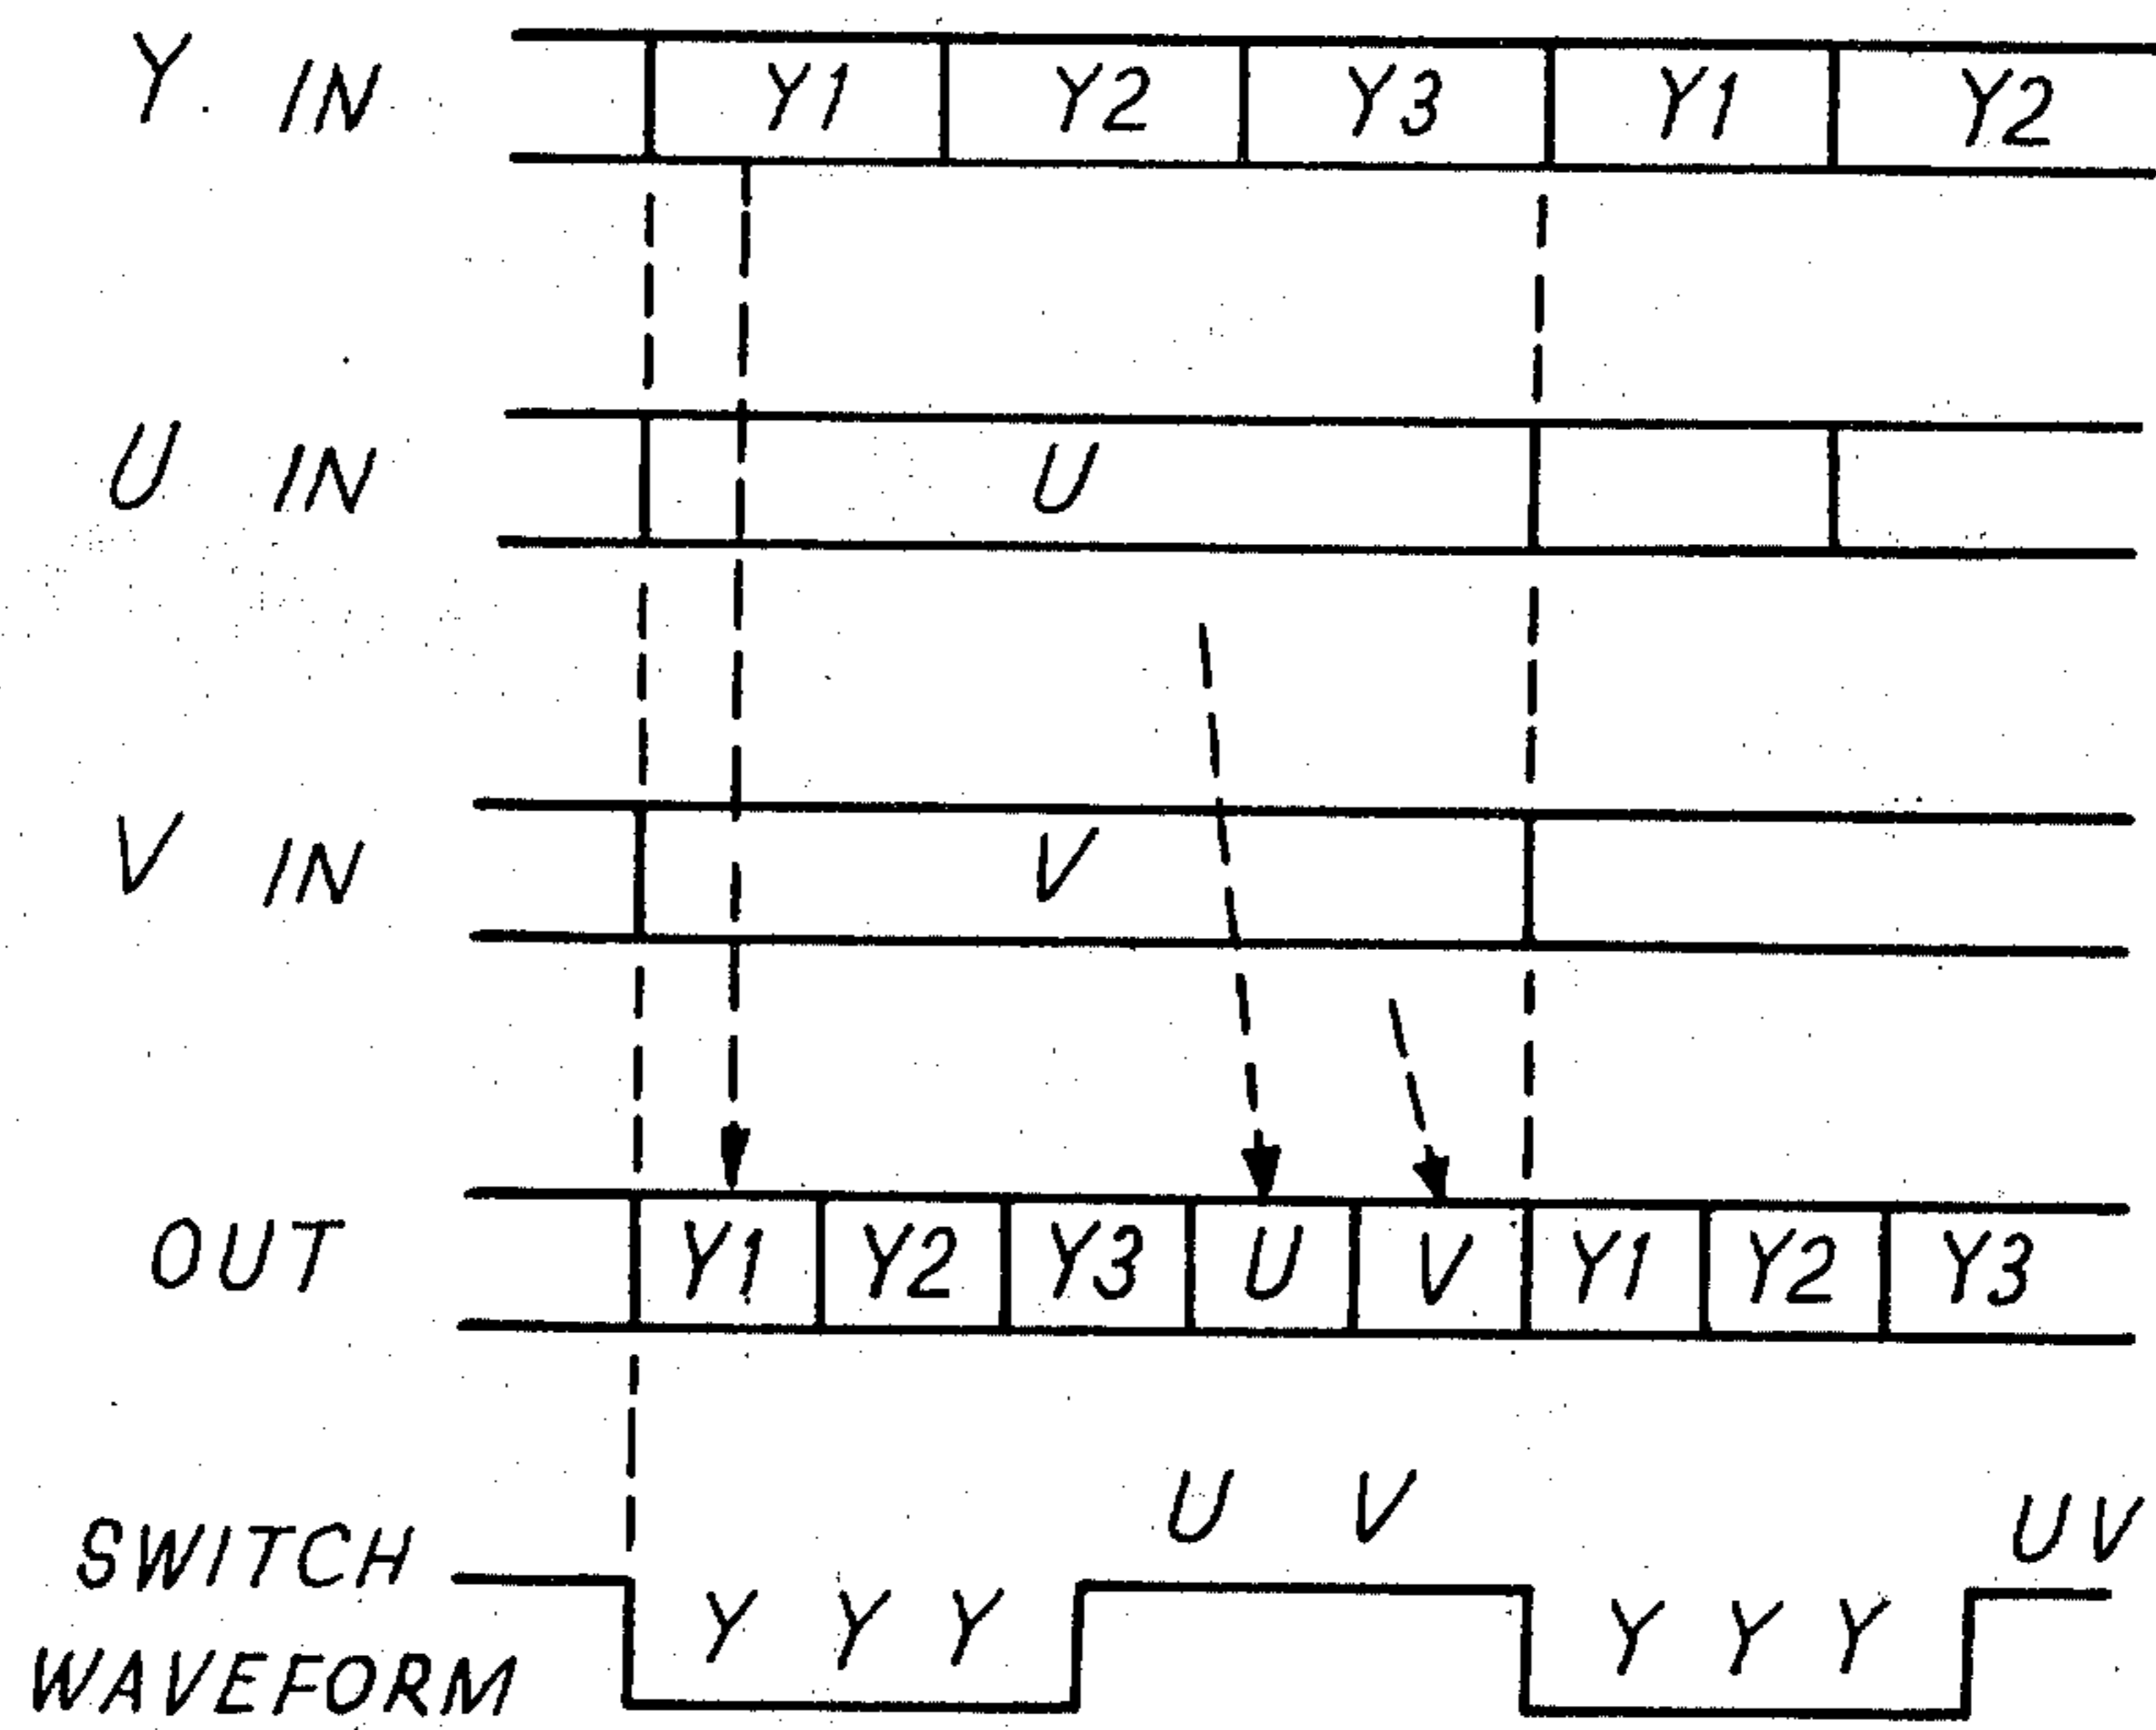 Y. IN Y1 Y2 Y3 Y1 Y2
U IN U
V IN V
OUT Y1 Y2 Y3 U V Y1 Y2 Y3
U V UV
SWITCH
WAVEFORM Y Y Y Y Y Y